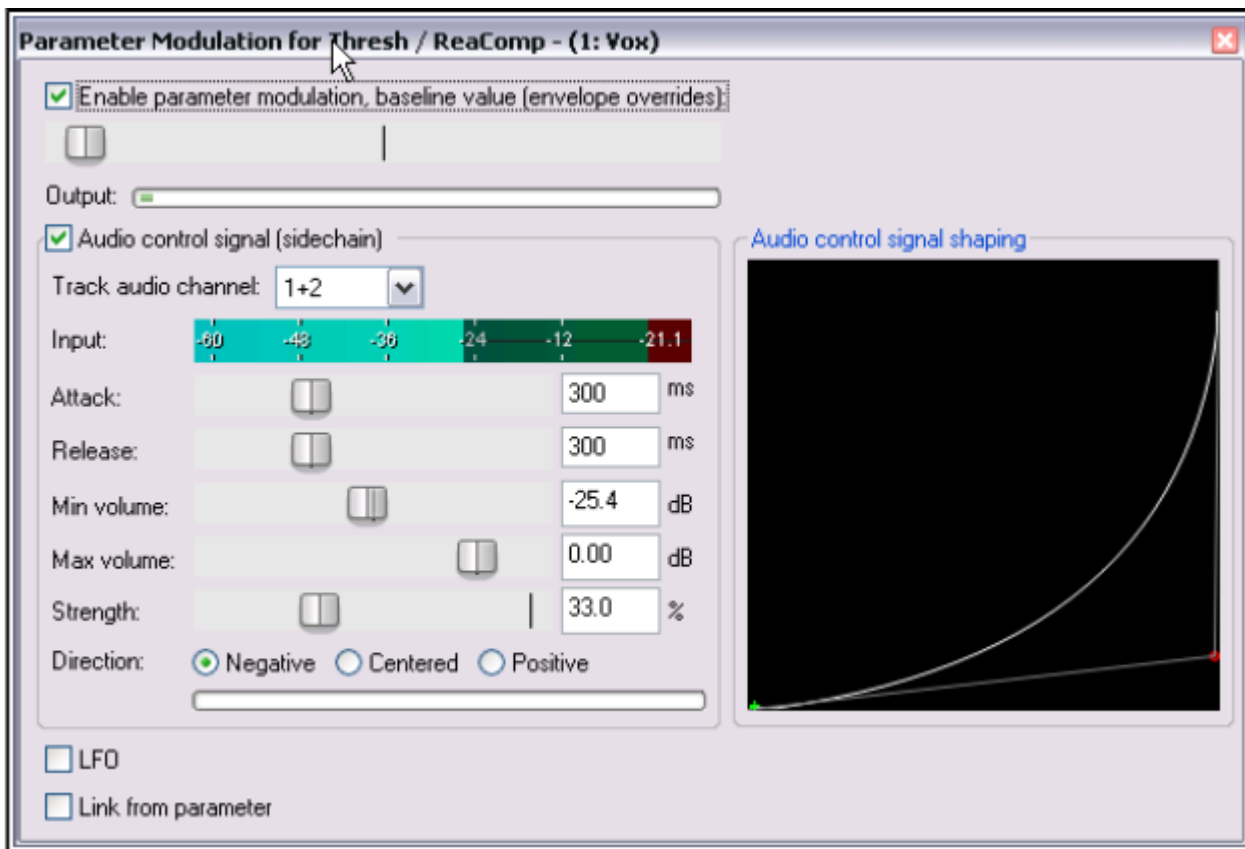 Parameter Modulation for Thresh / ReaComp - (1: Vox)
Enable parameter modulation, baseline value (envelope overrides):
Output:
Audio control signal (sidechain)
Track audio channel: 1+2
Input: -60 -48 -36 -24 -12 -21.1
Attack: 300 ms
Release: 300 ms
Min volume: -25.4 dB
Max volume: 0.00 dB
Strength: 33.0 %
Direction: Negative Centered Positive
Audio control signal shaping
LFO
Link from parameter